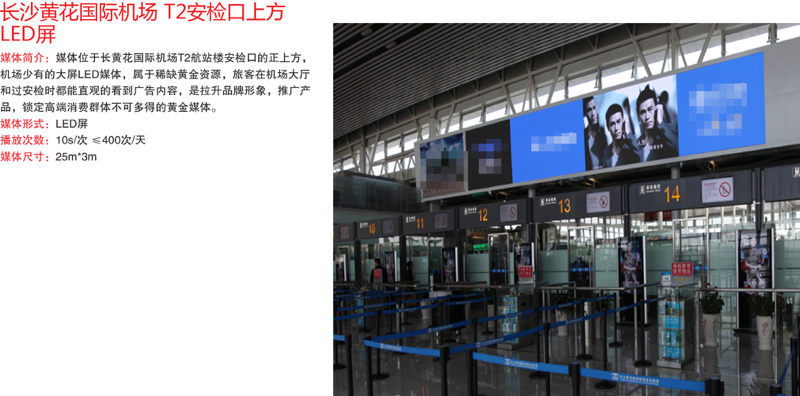 长沙黄花国际机场 T2安检口上方
LED屏
媒体简介：媒体位于长黄花国际机场T2航站楼安检口的正上方，
机场少有的大屏LED媒体，属于稀缺黄金资源，旅客在机场大厅
和过安检时都能直观的看到广告内容，是拉升品牌形象，推广产
品，锁定高端消费群体不可多得的黄金媒体。
媒体形式：LED屏
播放次数：10s/次 ≤400次/天
媒体尺寸：25m*3m
10
11
12
13
14